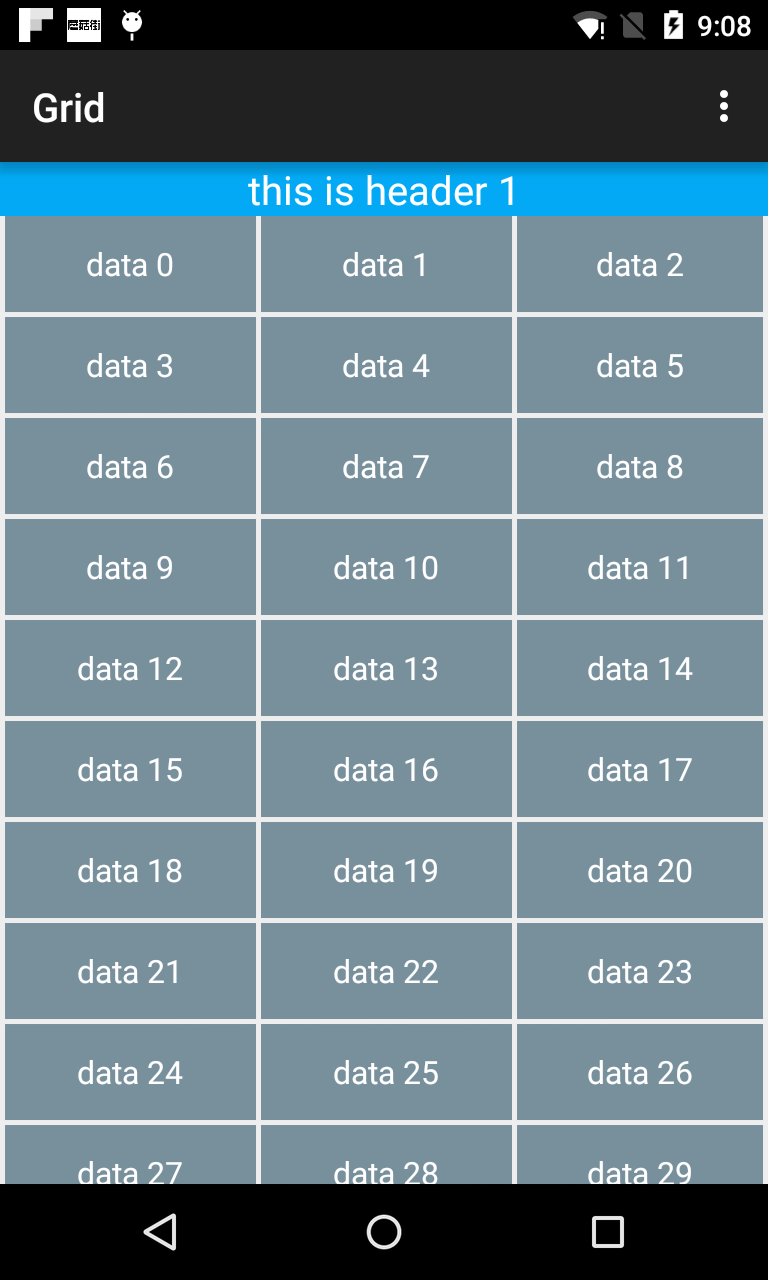 蘑菇街 9:08
Grid
this is header 1
data 0 data 1 data 2
data 3 data 4 data 5
data 6 data 7 data 8
data 9 data 10 data 11
data 12 data 13 data 14
data 15 data 16 data 17
data 18 data 19 data 20
data 21 data 22 data 23
data 24 data 25 data 26
data 27 data 28 data 29